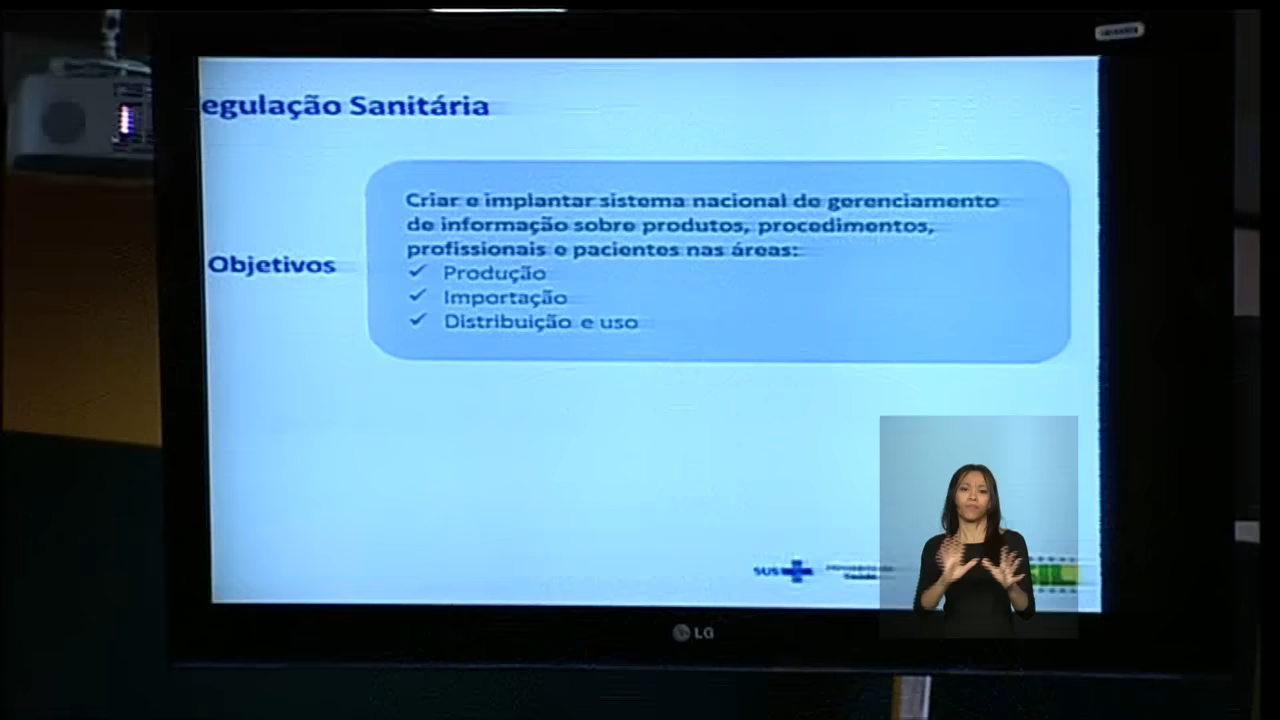 egulação Sanitária
Criar e implantar sistema nacional de gerenciamento
de informação sobre produtos, procedimentos,
profissionais e pacientes nas áreas:
Objetivos
✓ Produção
✓ Importação
✓ Distribuição e uso
SUS
Saúde
LG